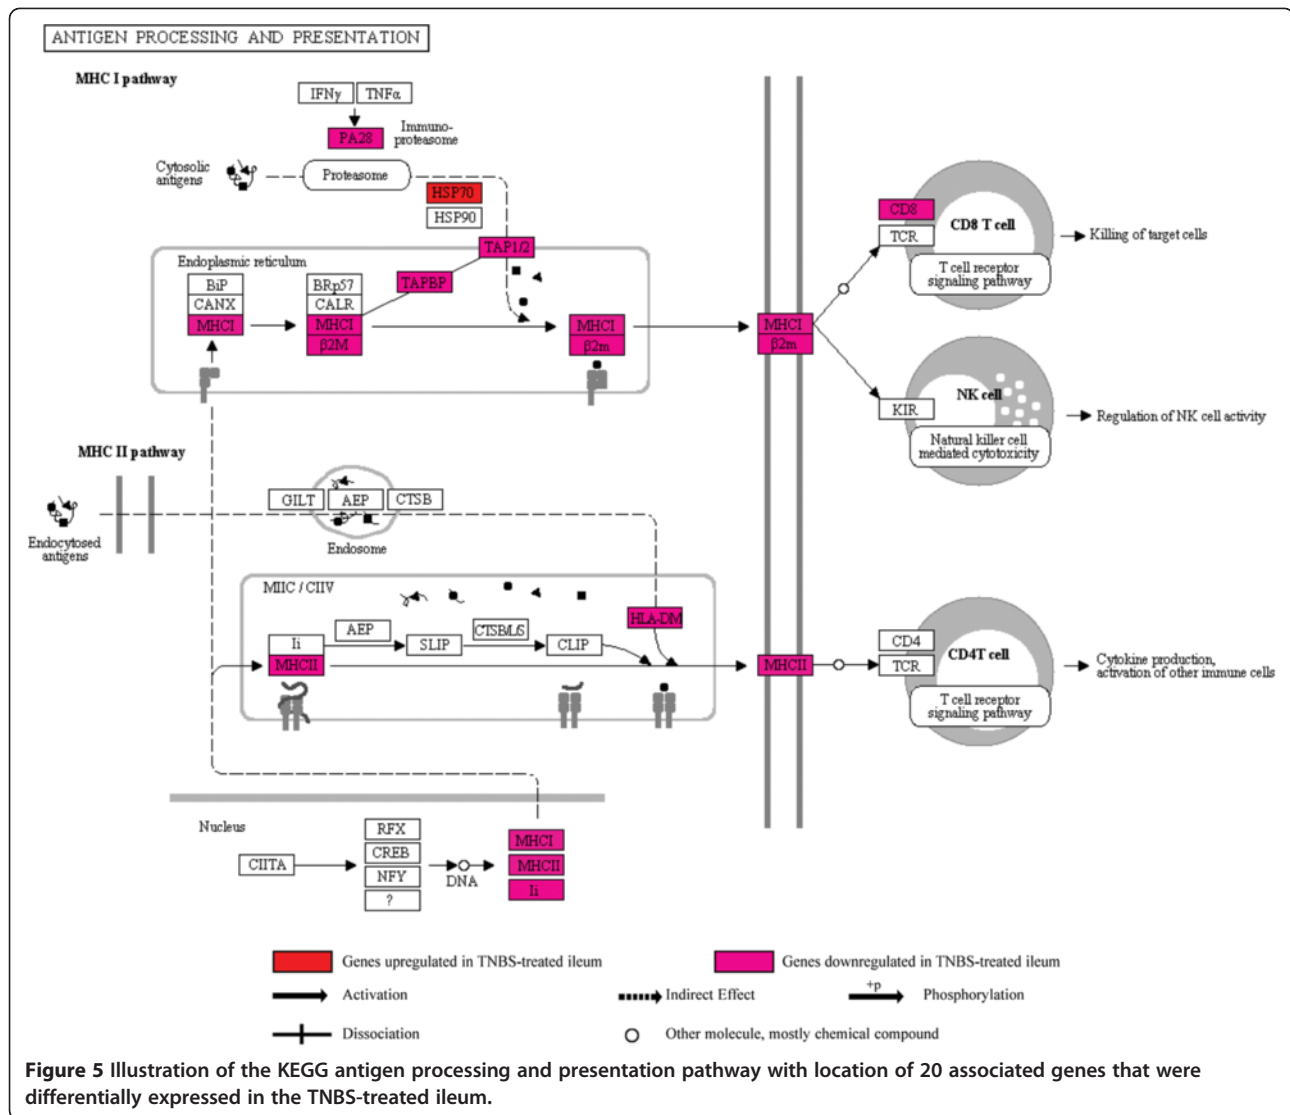 ANTIGEN PROCESSING AND PRESENTATION
MHC I pathway
IFNγ TNFα
PA28
Immuno-
proteasome
Cytosolic
antigens
Proteasome
HSP70
HSP90
TAP1/2
TAPBP
Endoplasmic reticulum
BiP
CANX
MHCI
BRp57
CALR
MHCI
β2M
MHCI
β2m
MHCI
β2m
CD8
TCR
CD8 T cell
T cell receptor
signaling pathway
Killing of target cells
KIR
NK cell
Natural killer cell
mediated cytotoxicity
Regulation of NK cell activity
MHC II pathway
Endocytosed
antigens
GILT AEP CTSB
Endosome
MIIC / CIIV
Ii
MHCII
AEP
SLIP
CTSB/L/S
CLIP
HLA-DM
MHCII
CD4
TCR
CD4T cell
T cell receptor
signaling pathway
Cytokine production,
activation of other immune cells
Nucleus
CIITA
RFX
CREB
NFY
?
DNA
MHCI
MHCII
Ii
Genes upregulated in TNBS-treated ileum
Genes downregulated in TNBS-treated ileum
Activation
Indirect Effect
+p
Phosphorylation
Dissociation
Other molecule, mostly chemical compound
Figure 5 Illustration of the KEGG antigen processing and presentation pathway with location of 20 associated genes that were
differentially expressed in the TNBS-treated ileum.